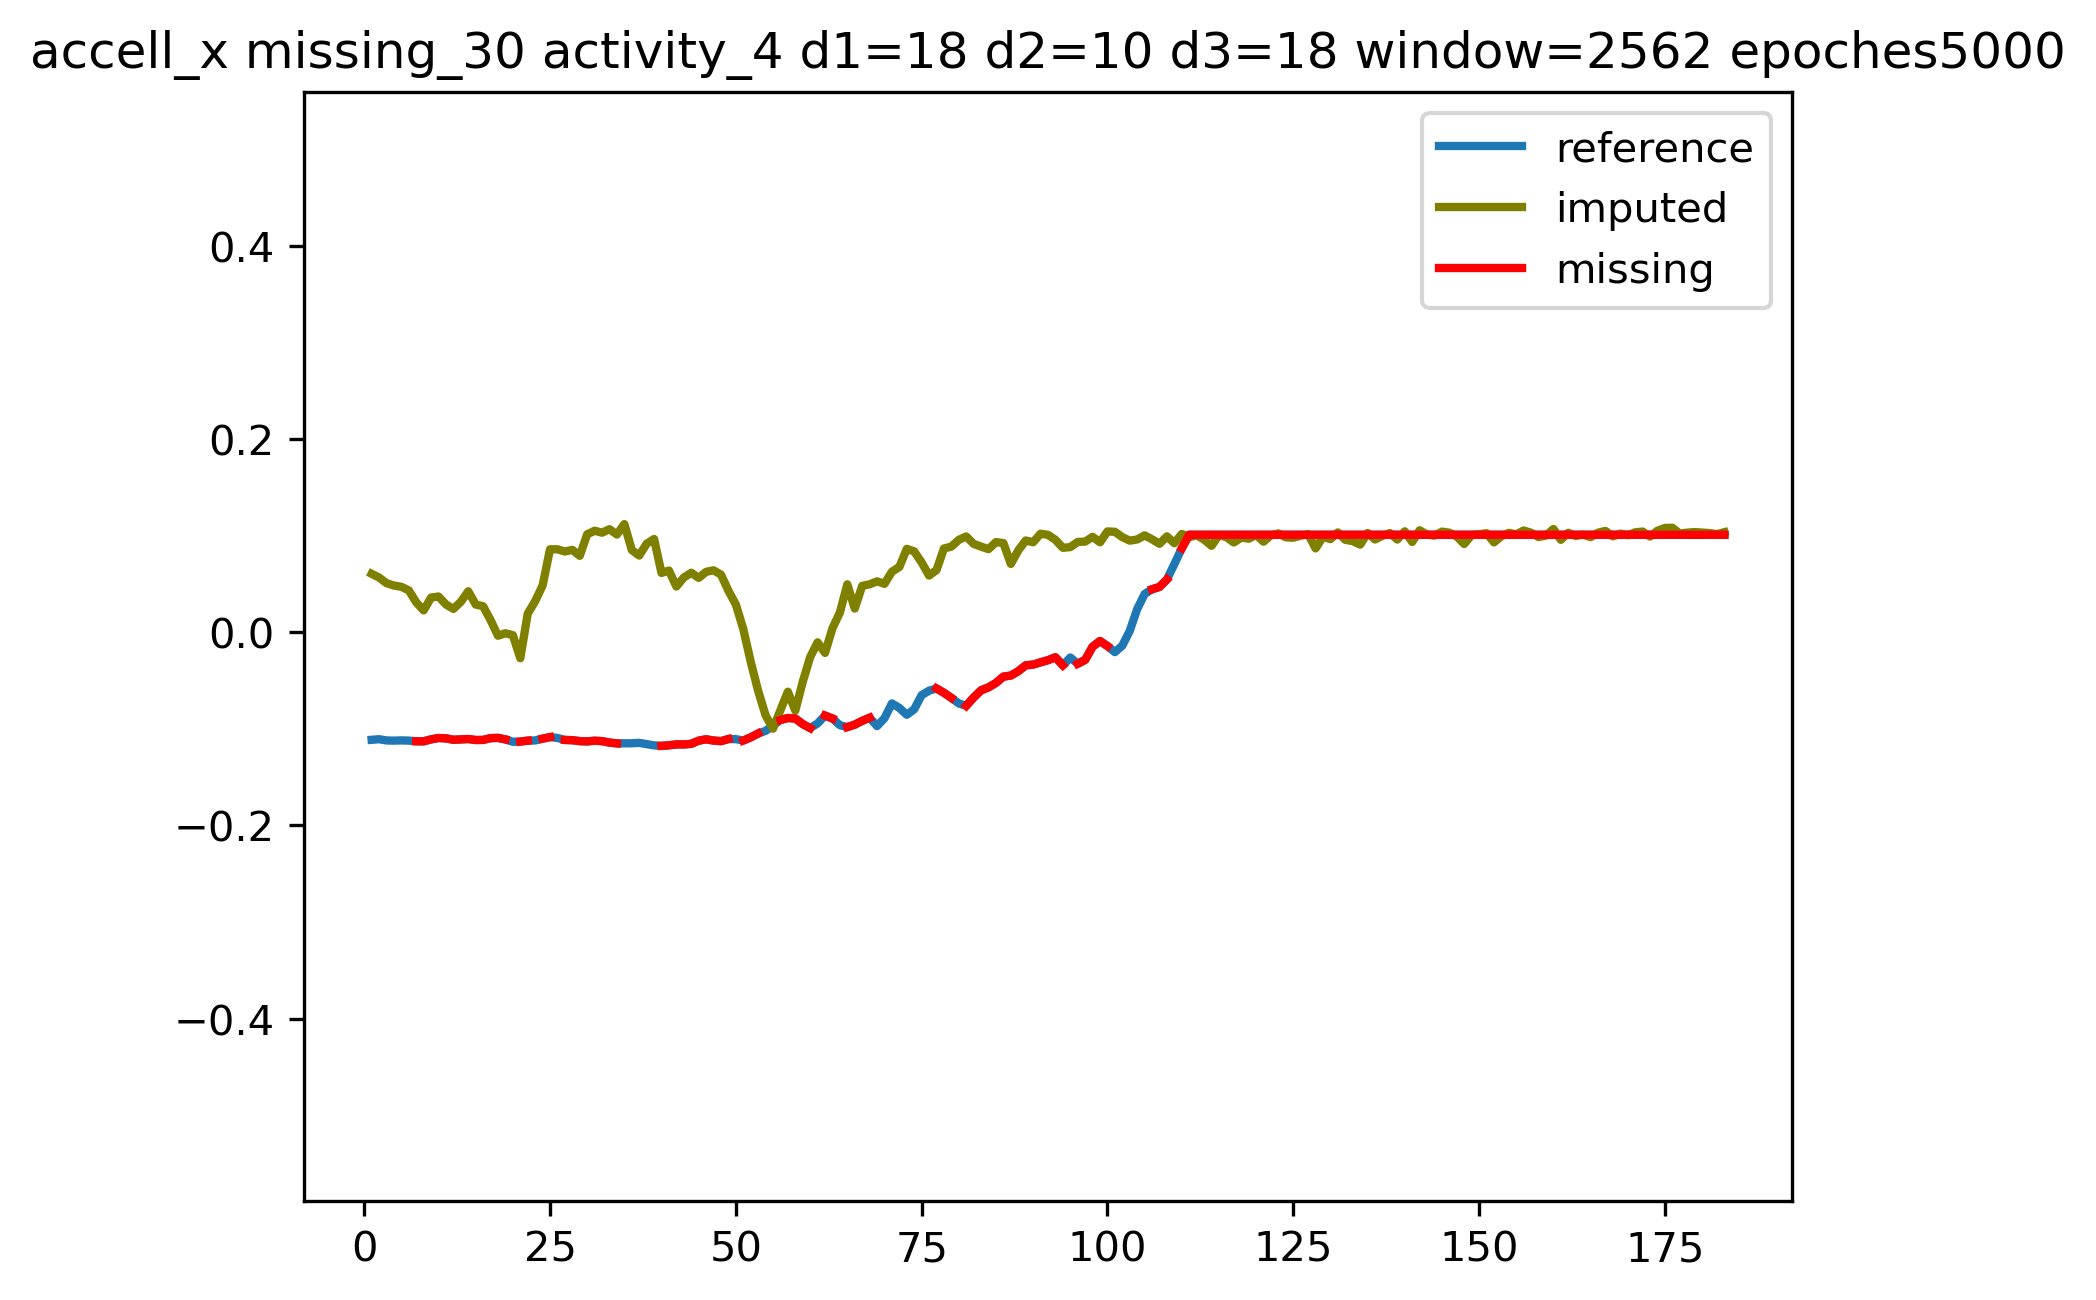 accell_x missing_30 activity_4 d1=18 d2=10 d3=18 window=2562 epoches5000
reference
imputed
missing
0.4
0.2
0.0
−0.2
−0.4
0 25 50 75 100 125 150 175